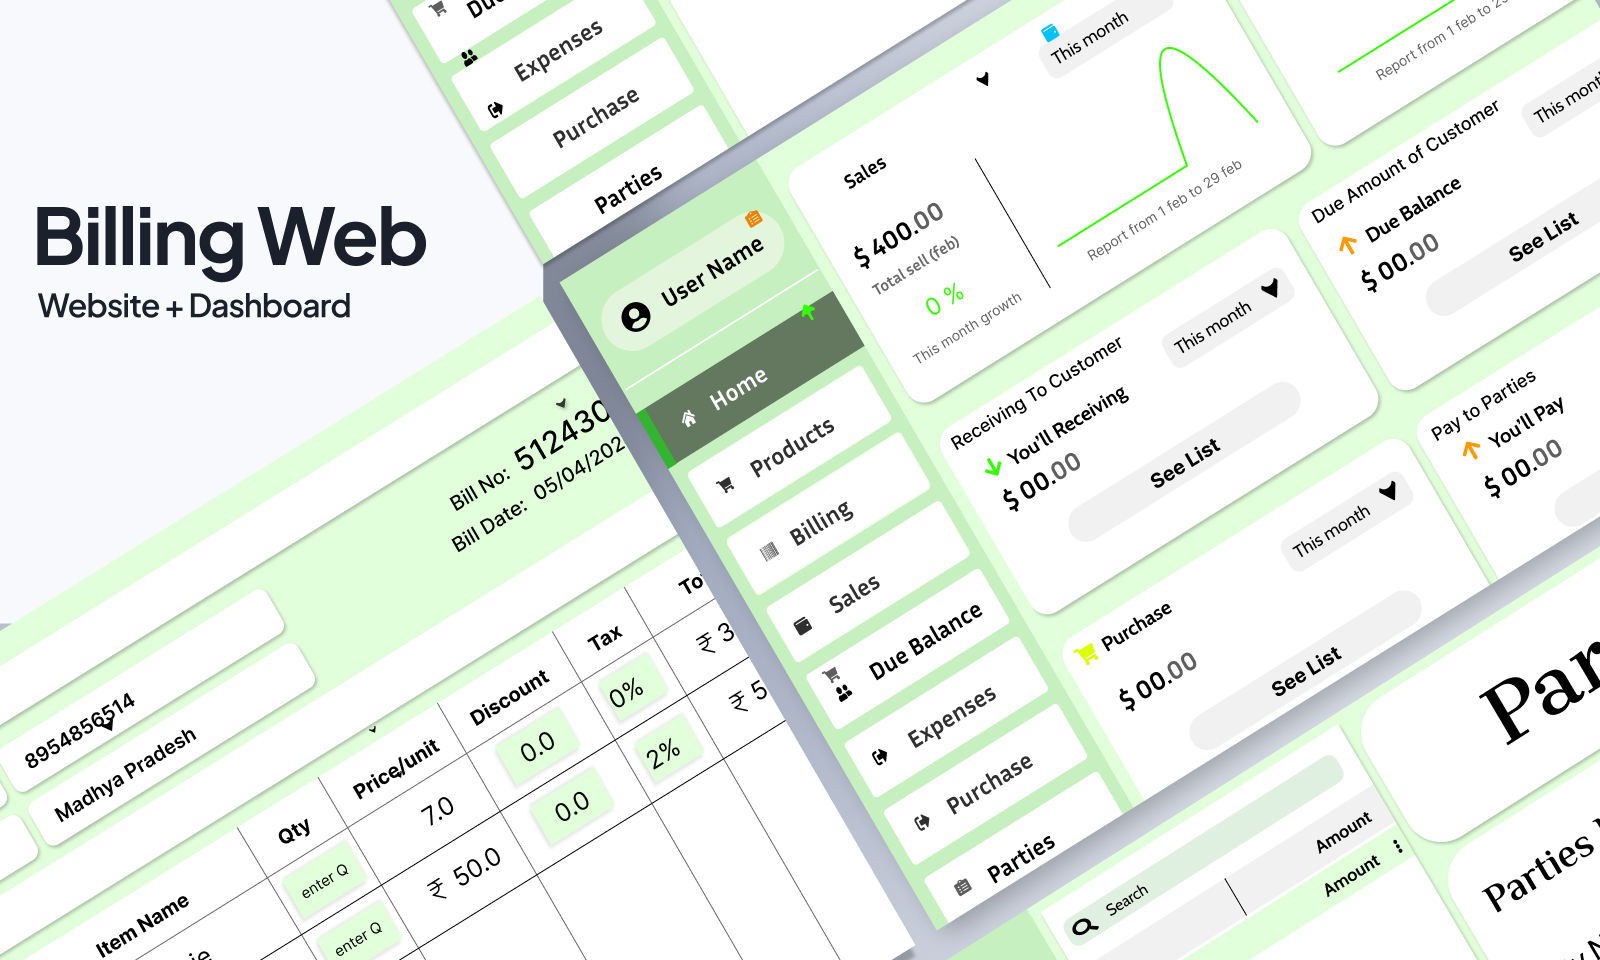 Billing Web
Website + Dashboard
Expenses
Purchase
Parties
User Name
Home
Products
Billing
Sales
Due Balance
Expenses
Purchase
Parties
This month
Sales
$ 400.00
Total sell (feb)
0 %
This month growth
Report from 1 feb to 29 feb
Report from 1 feb to
Due Amount of Customer
This month
Due Balance
$ 00.00
See List
Receiving To Customer
This month
You'll Receiving
$ 00.00
See List
Pay to Parties
You'll Pay
$ 00.00
This month
Purchase
$ 00.00
See List
Bill No: 512430
Bill Date: 05/04/202
8954856514
Madhya Pradesh
Item Name
Qty
Price/unit
Discount
Tax
enter Q
7.0
0.0
0%
₹ 3
enter Q
₹ 50.0
0.0
2%
₹ 5
Search
Amount
Amount
Parties